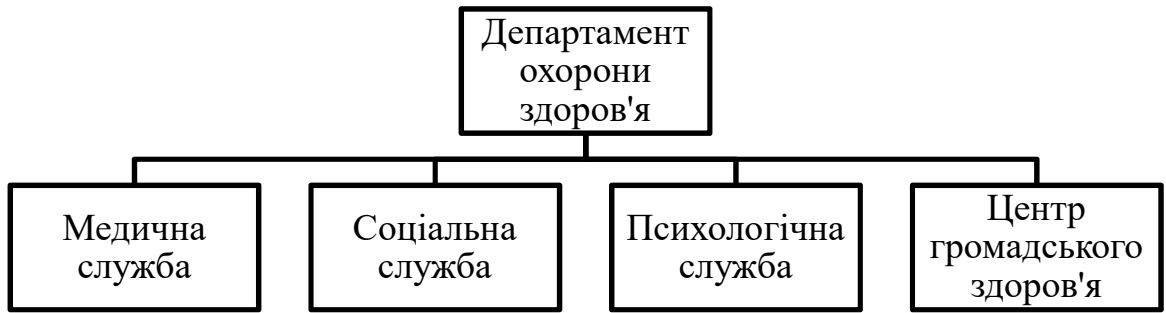 Департамент
охорони
здоров'я
Медична
служба
Соціальна
служба
Психологічна
служба
Центр
громадського
здоров'я